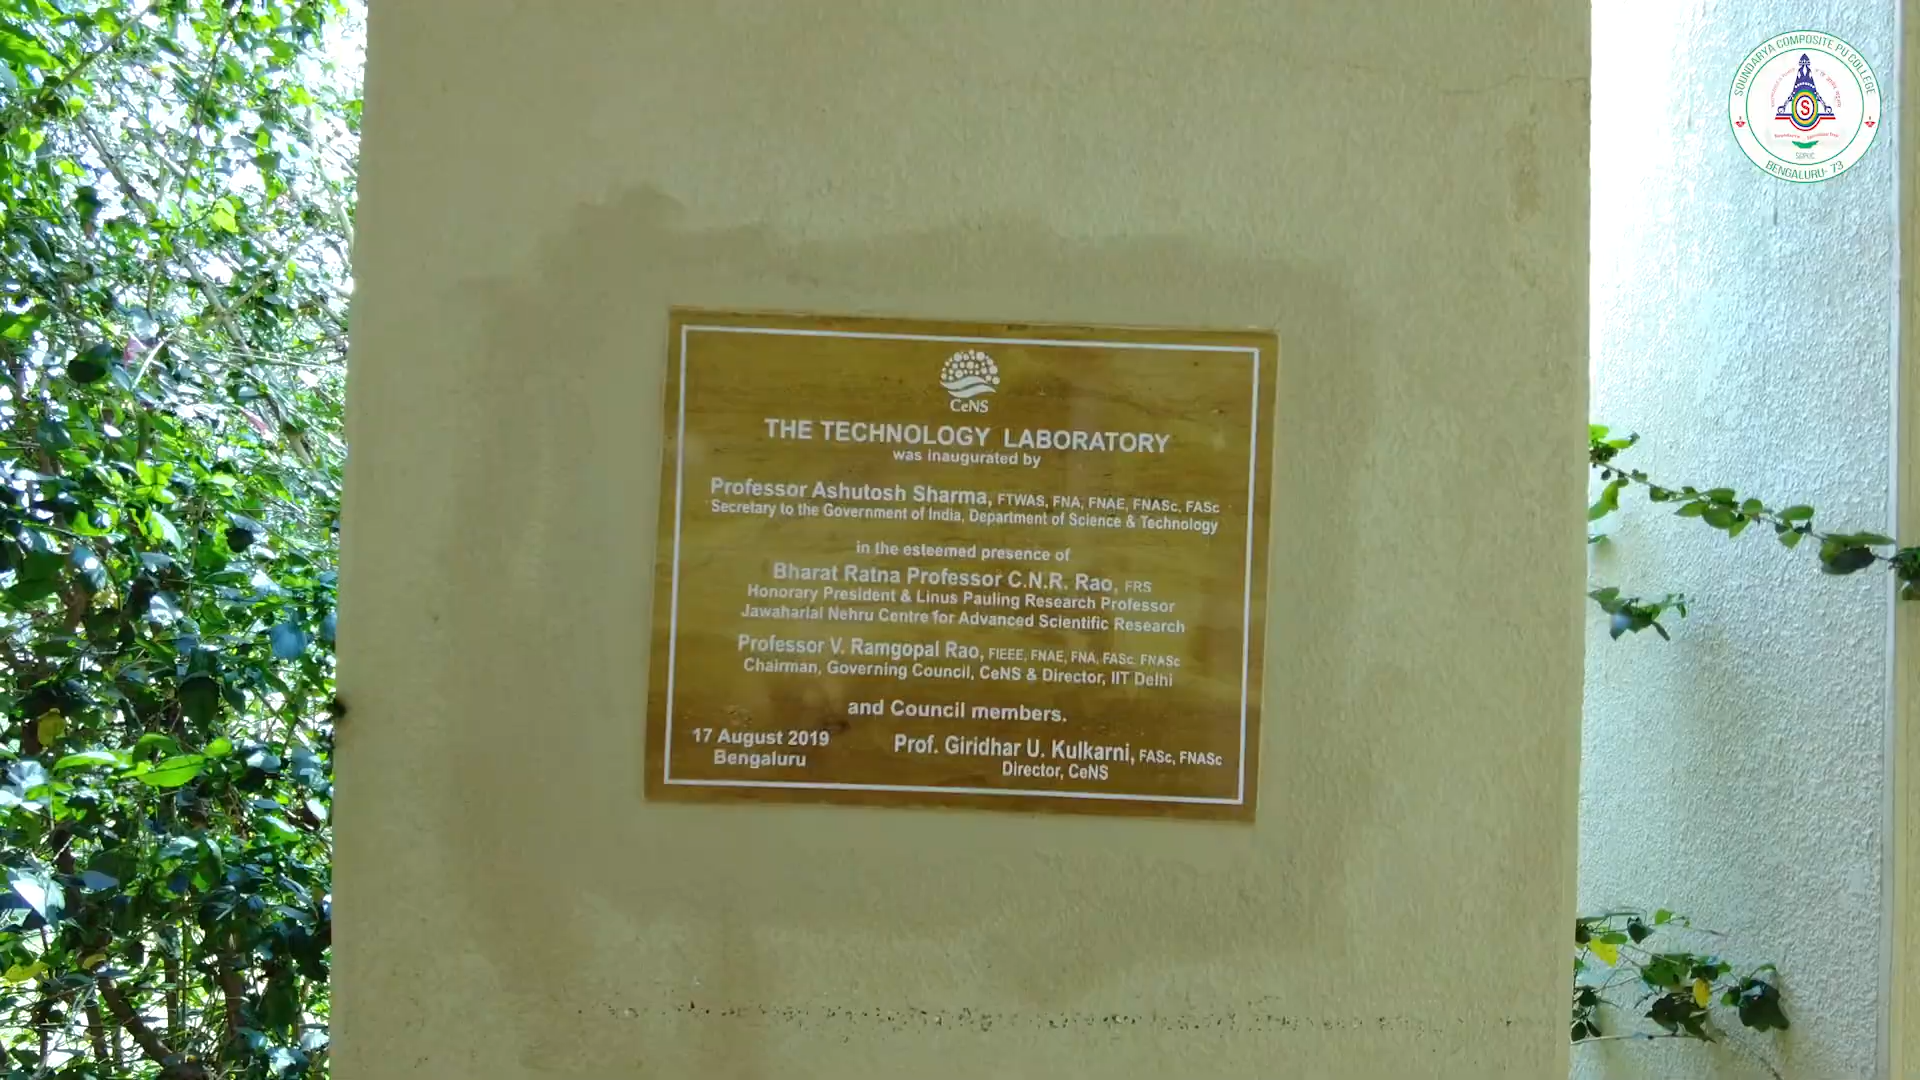 CeNS
THE TECHNOLOGY LABORATORY
was inaugurated by
Professor Ashutosh Sharma, FTWAS, FNA, FNAE, FNASc, FASc
Secretary to the Government of India, Department of Science & Technology
in the esteemed presence of
Bharat Ratna Professor C.N.R. Rao, FRS
Honorary President & Linus Pauling Research Professor
Jawaharlal Nehru Centre for Advanced Scientific Research
Professor V. Ramgopal Rao, FIEEE, FNAE, FNA, FASc, FNASc
Chairman, Governing Council, CeNS & Director, IIT Delhi
and Council members.
17 August 2019
Bengaluru
Prof. Giridhar U. Kulkarni, FASc, FNASc
Director, CeNS
SOUNDARYA COMPOSITE PU COLLEGE
S
BENGALURU- 73